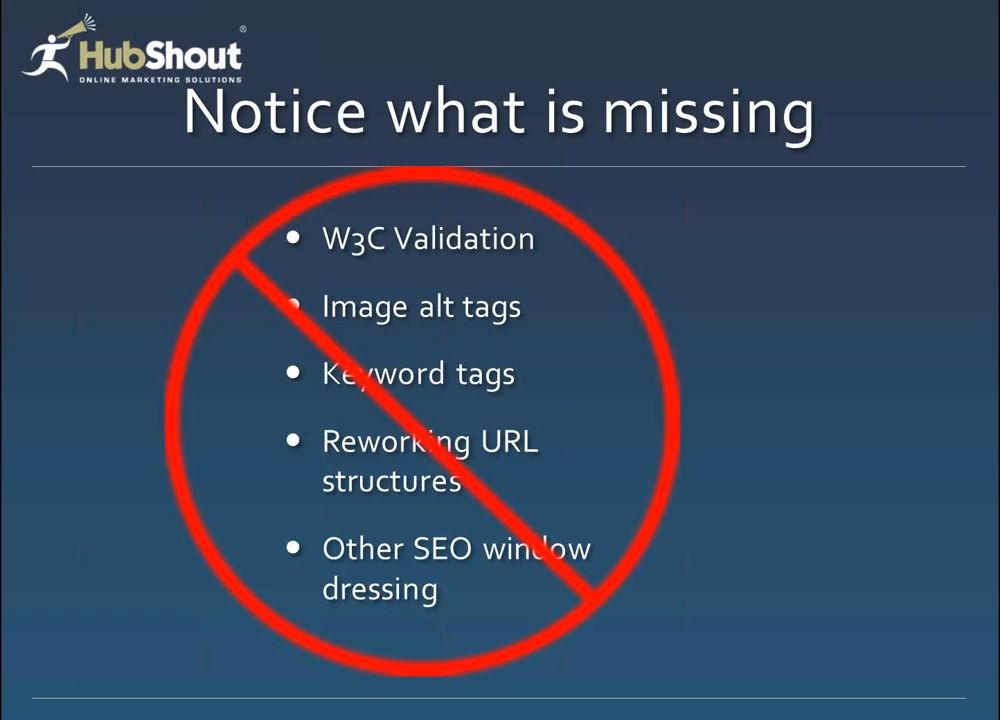 HubShout®
ONLINE MARKETING SOLUTIONS
Notice what is missing
• W3C Validation
• Image alt tags
• Keyword tags
• Reworking URL
structures
• Other SEO window
dressing